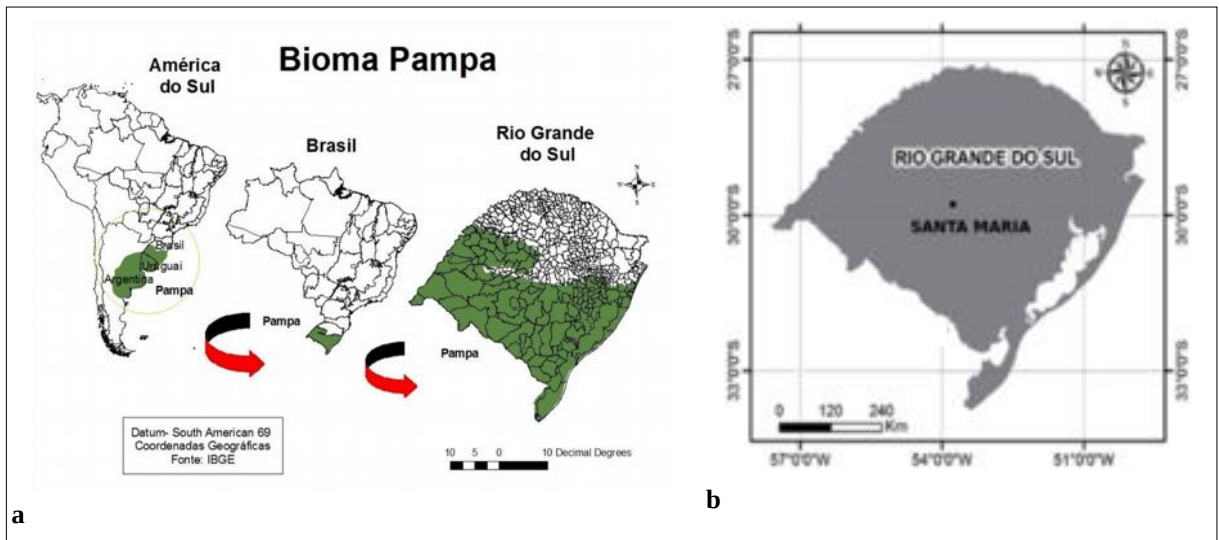 Bioma Pampa
América
do Sul
Brasil
Rio Grande
do Sul
N
W
E
S
Brasil
Uruguai
Argentina
Pampa
Pampa
Pampa
Datum- South American 69
Coordenadas Geográficas
Fonte: IBGE
10 5 0 10 Decimal Degrees
a
27°0'0"S
27°0'0"S
N
W
E
S
RIO GRANDE DO SUL
30°0'0"S
SANTA MARIA
30°0'0"S
33°0'0"S
33°0'0"S
0 120 240
Km
57°0'0"W 54°0'0"W 51°0'0"W
b